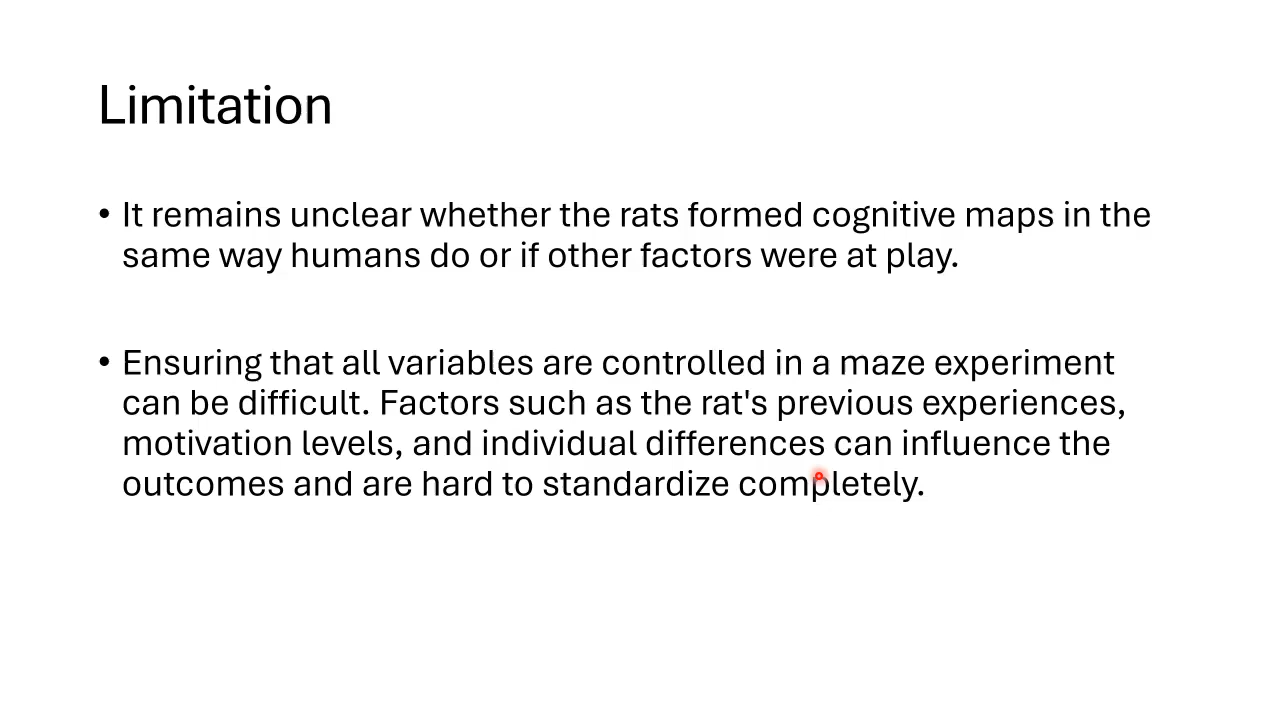 Limitation
• It remains unclear whether the rats formed cognitive maps in the
same way humans do or if other factors were at play.
• Ensuring that all variables are controlled in a maze experiment
can be difficult. Factors such as the rat's previous experiences,
motivation levels, and individual differences can influence the
outcomes and are hard to standardize completely.